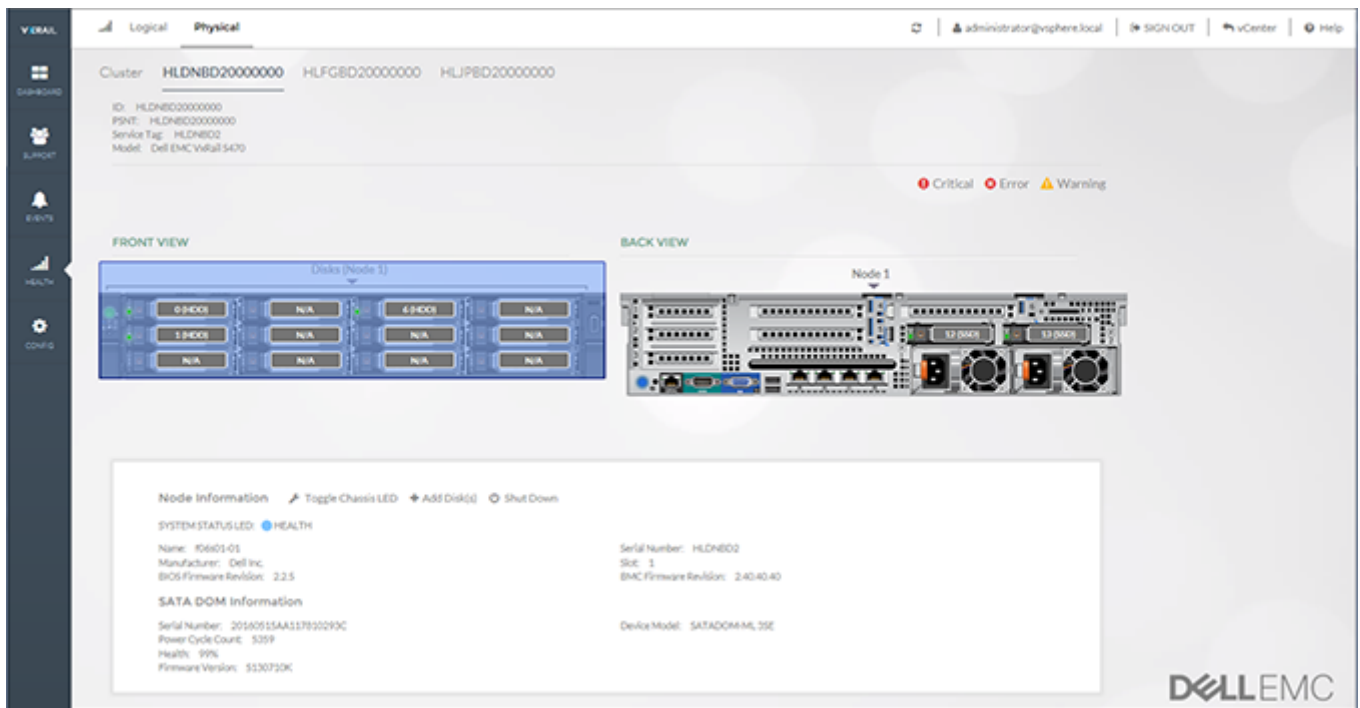 VXRAIL
Logical Physical
administrator@vsphere.local SIGN OUT vCenter Help
DASHBOARD
SUPPORT
EVENTS
HEALTH
CONFIG
Cluster HLDNBD20000000 HLFGBD20000000 HLJPBD20000000
ID: HLDNBD20000000
PSNT: HLDNBD20000000
Service Tag: HLDNBD2
Model: Dell EMC VxRail S470
Critical Error Warning
FRONT VIEW
Disks (Node 1)
0 (HDD) N/A 6 (HDD) N/A
1 (HDD) N/A N/A N/A
N/A N/A N/A N/A
BACK VIEW
Node 1
12 (SSD) 13 (SSD)
Node Information Toggle Chassis LED Add Disk(s) Shut Down
SYSTEM STATUS LED: HEALTH
Name: f06s01-01 Serial Number: HLDNBD2
Manufacturer: Dell Inc. Slot: 1
BIOS Firmware Revision: 2.2.5 BMC Firmware Revision: 2.40.40.40
SATA DOM Information
Serial Number: 20160515AA117810293C Device Model: SATADOM-ML 3SE
Power Cycle Count: 5359
Health: 99%
Firmware Version: S130710K
DELLEMC